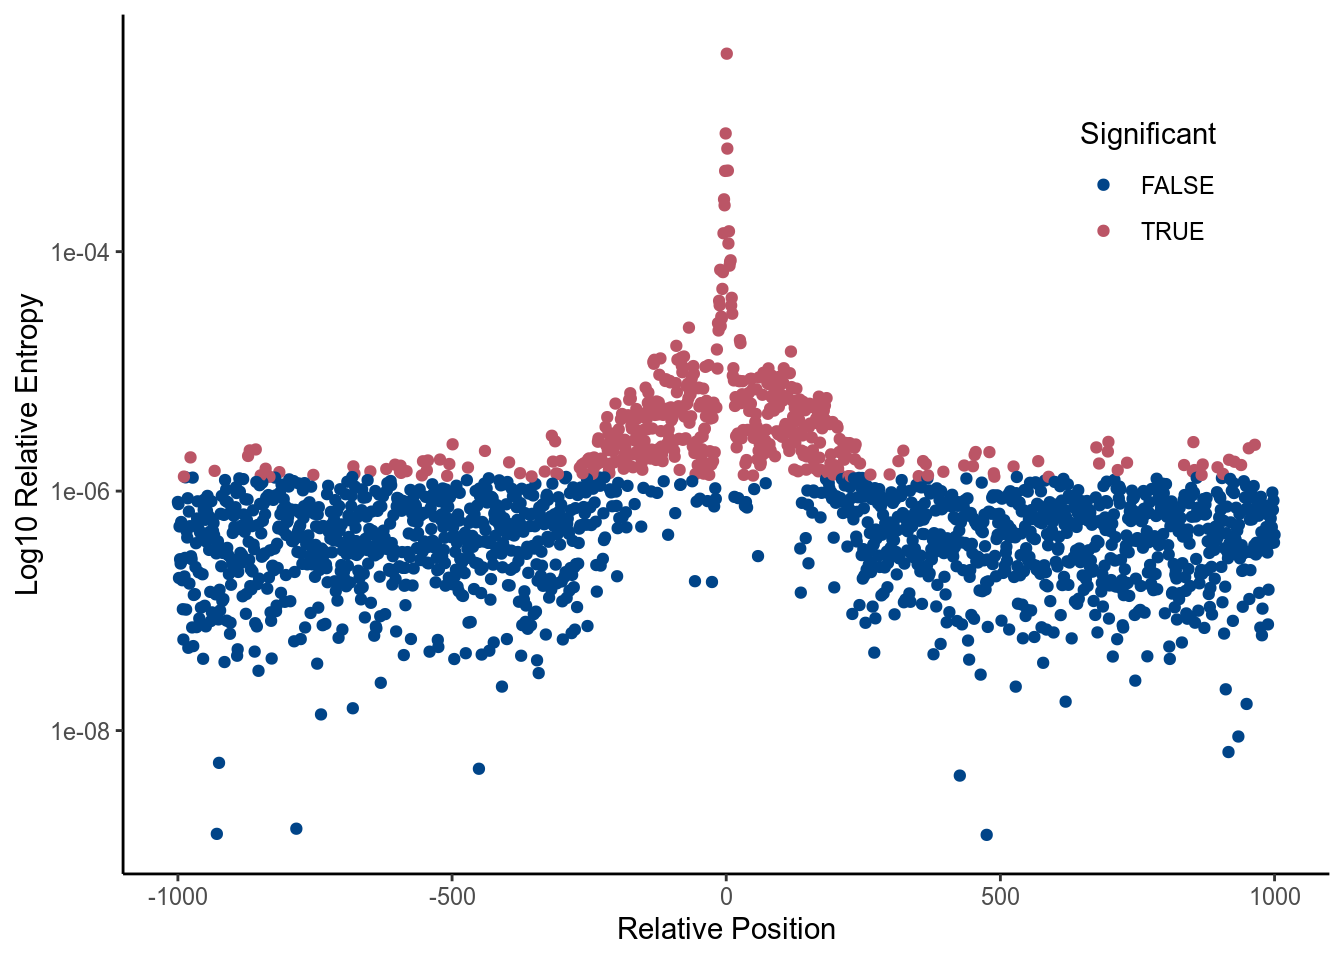 Significant
FALSE
TRUE
Log10 Relative Entropy
1e-04
1e-06
1e-08
-1000
-500
0
500
1000
Relative Position